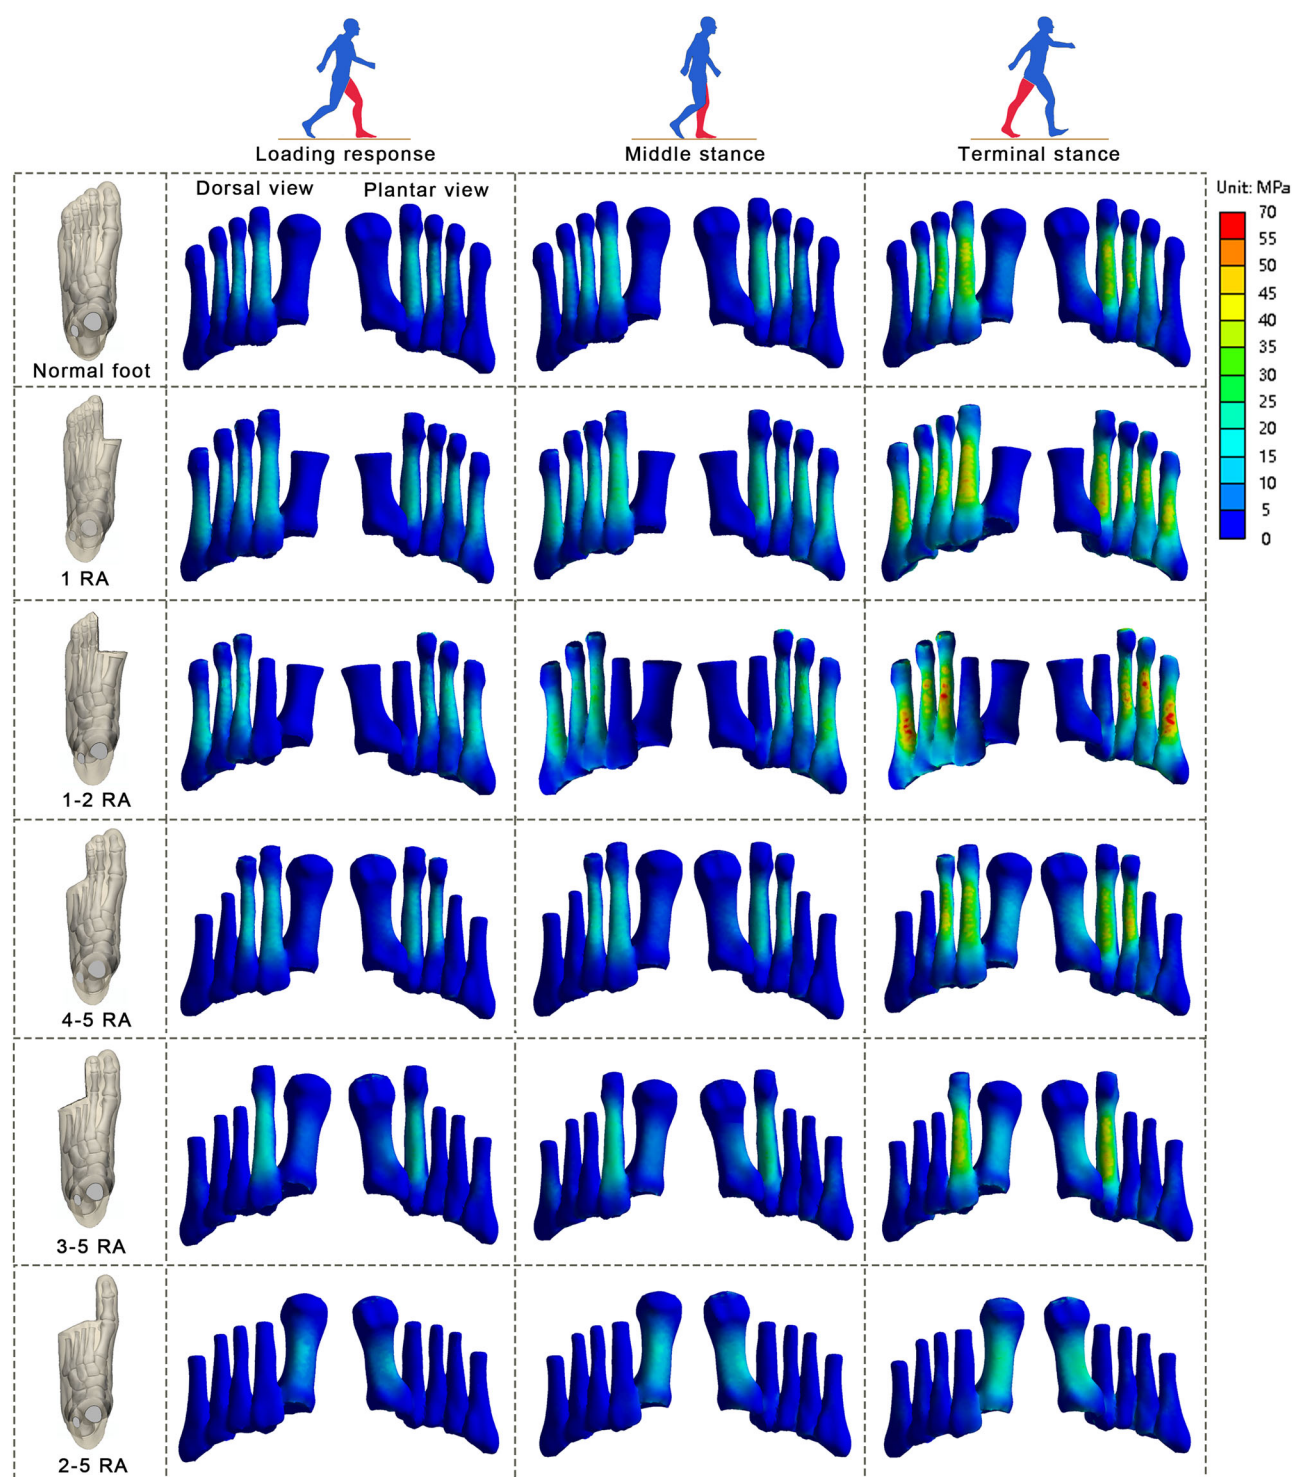 Loading response
Middle stance
Terminal stance
Dorsal view
Plantar view
Unit: MPa
70
55
50
45
40
35
30
25
20
15
10
5
0
Normal foot
1 RA
1-2 RA
4-5 RA
3-5 RA
2-5 RA